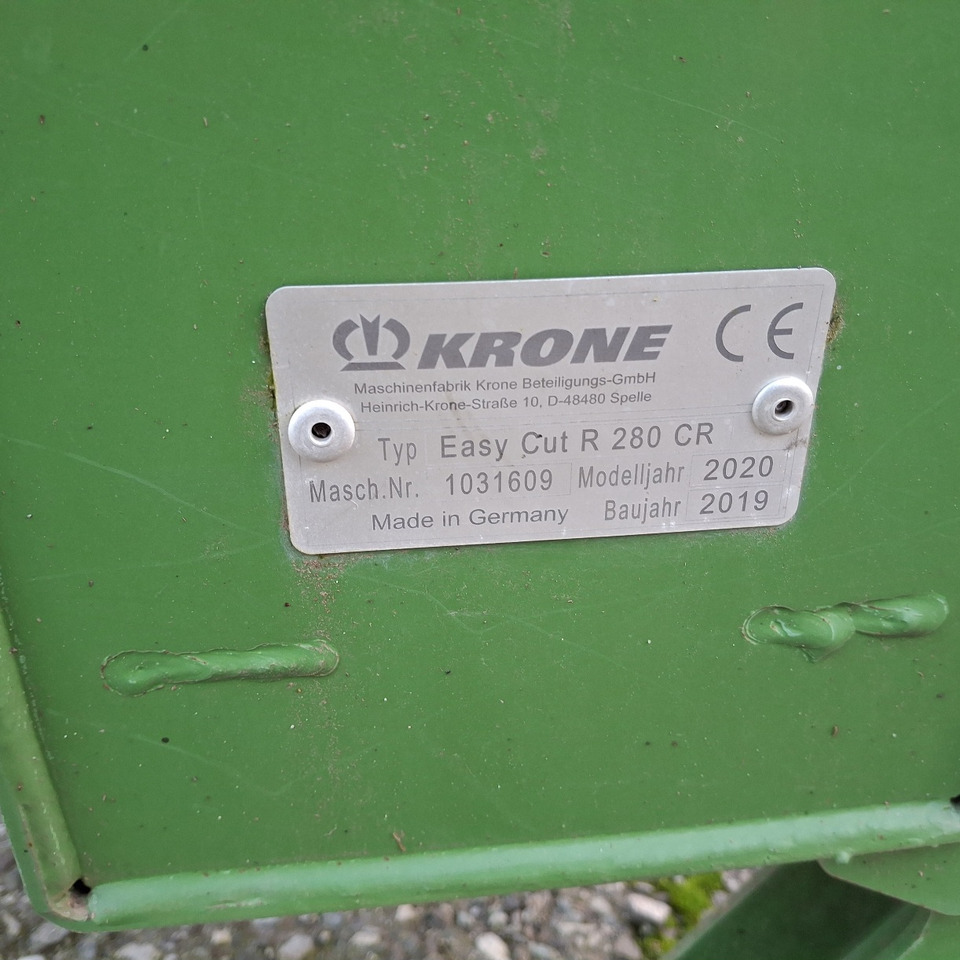 KRONE CE
Maschinenfabrik Krone Beteiligungs-GmbH
Heinrich-Krone-Straße 10, D-48480 Spelle
Typ Easy Cut R 280 CR
Masch.Nr. 1031609 Modelljahr 2020
Made in Germany Baujahr 2019